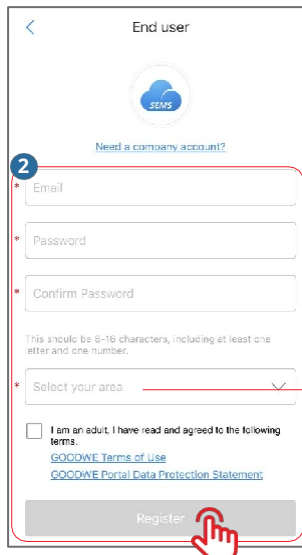 End user
SEMS
Need a company account?
2
* Email
* Password
* Confirm Password
This should be 8-16 characters, including at least one
letter and one number.
* Select your area
I am an adult, I have read and agreed to the following
terms.
GOODWE Terms of Use
GOODWE Portal Data Protection Statement
Register